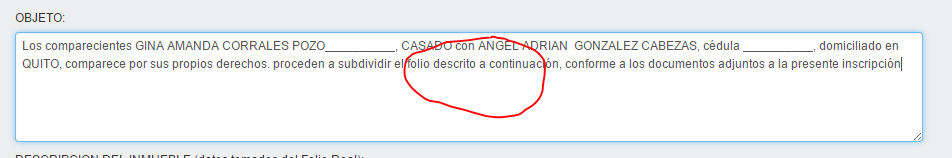 OBJETO:
Los comparecientes GINA AMANDA CORRALES POZO__________, CASADO con ANGEL ADRIAN  GONZALEZ CABEZAS, cédula __________, domiciliado en
QUITO, comparece por sus propios derechos. proceden a subdividir el folio descrito a continuación, conforme a los documentos adjuntos a la presente inscripción
DESCRIPCION DEL INMUEBLE (datos tomados del Folio Real):